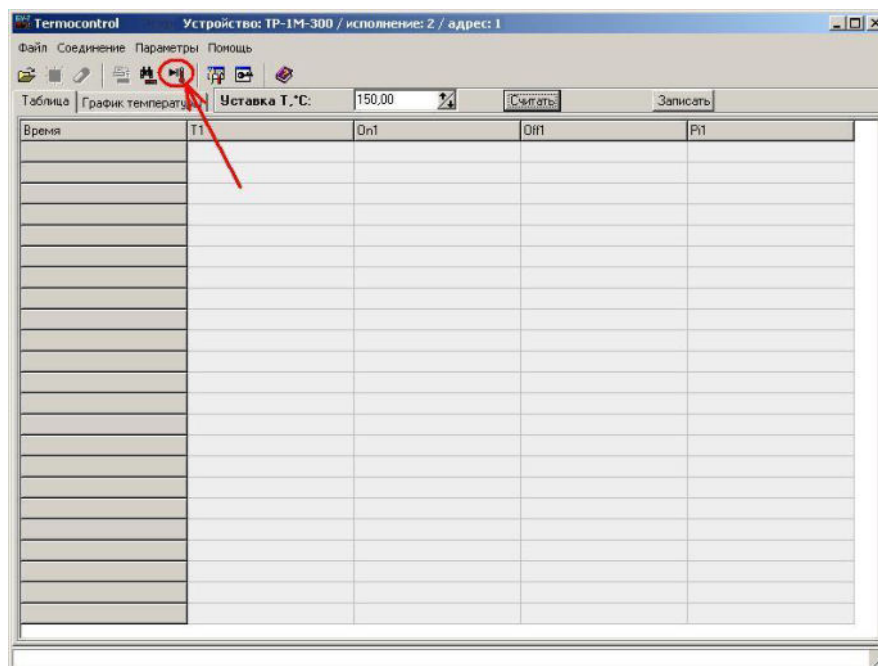 Termocontrol Устройство: ТР-1М-300 / исполнение: 2 / адрес: 1
Файл Соединение Параметры Помощь
Таблица График температуры Уставка Т,°С: 150,00 Считать Записать
Время T1 On1 Off1 Pi1